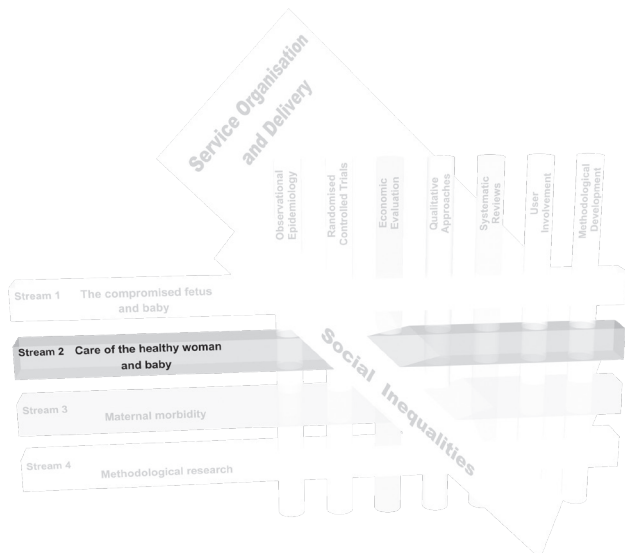 Service Organisation
and Delivery
Observational
Epidemiology
Randomised
Controlled Trials
Economic
Evaluation
Qualitative
Approaches
Systematic
Reviews
User
Involvement
Methodological
Development
Stream 1 The compromised fetus
and baby
Stream 2 Care of the healthy woman
and baby
Social Inequalities
Stream 3 Maternal morbidity
Stream 4 Methodological research